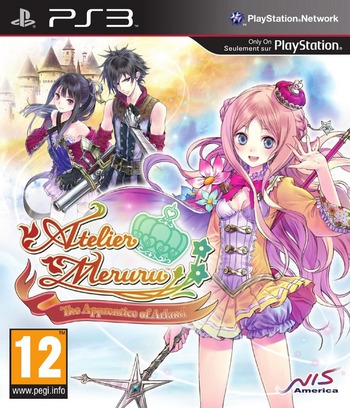 PS3
PlayStation®Network
Only On
Seulement sur
PlayStation®
Atelier
Meruru
The Apprentice of Arland
12
www.pegi.info
NIS
America